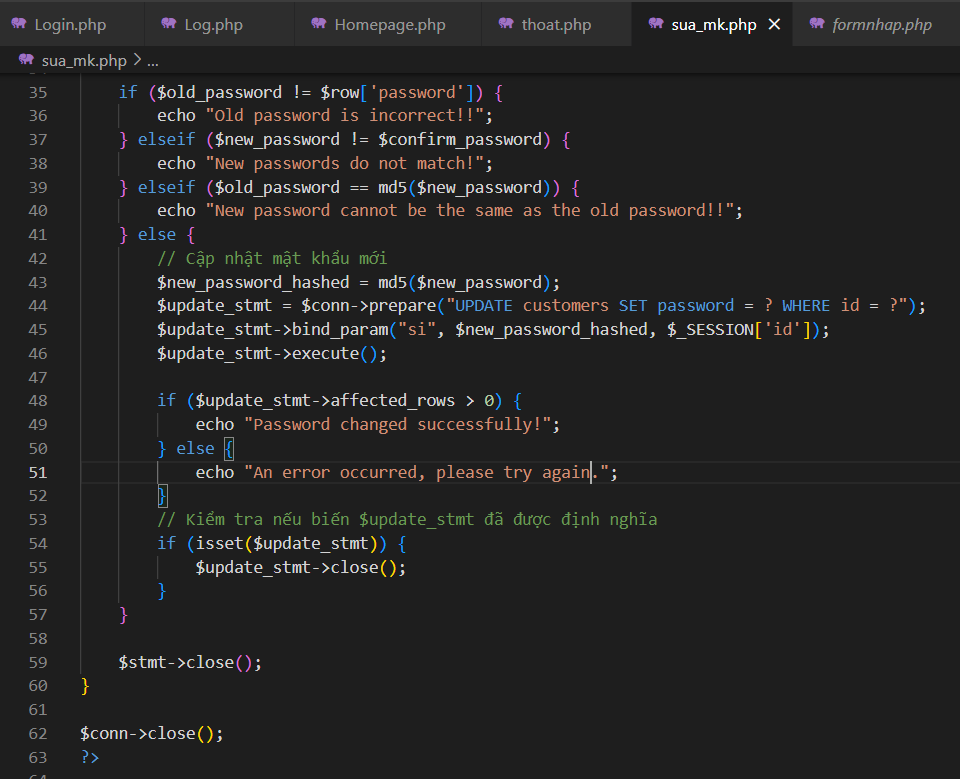 Login.php Log.php Homepage.php thoat.php sua_mk.php × formnhap.php
sua_mk.php > ...
35 if ($old_password != $row['password']) {
36 echo "Old password is incorrect!!";
37 } elseif ($new_password != $confirm_password) {
38 echo "New passwords do not match!";
39 } elseif ($old_password == md5($new_password)) {
40 echo "New password cannot be the same as the old password!!";
41 } else {
42 // Cập nhật mật khẩu mới
43 $new_password_hashed = md5($new_password);
44 $update_stmt = $conn->prepare("UPDATE customers SET password = ? WHERE id = ?");
45 $update_stmt->bind_param("si", $new_password_hashed, $_SESSION['id']);
46 $update_stmt->execute();
47
48 if ($update_stmt->affected_rows > 0) {
49 echo "Password changed successfully!";
50 } else {
51 echo "An error occurred, please try again.";
52 }
53 // Kiểm tra nếu biến $update_stmt đã được định nghĩa
54 if (isset($update_stmt)) {
55 $update_stmt->close();
56 }
57 }
58
59 $stmt->close();
60 }
61
62 $conn->close();
63 ?>